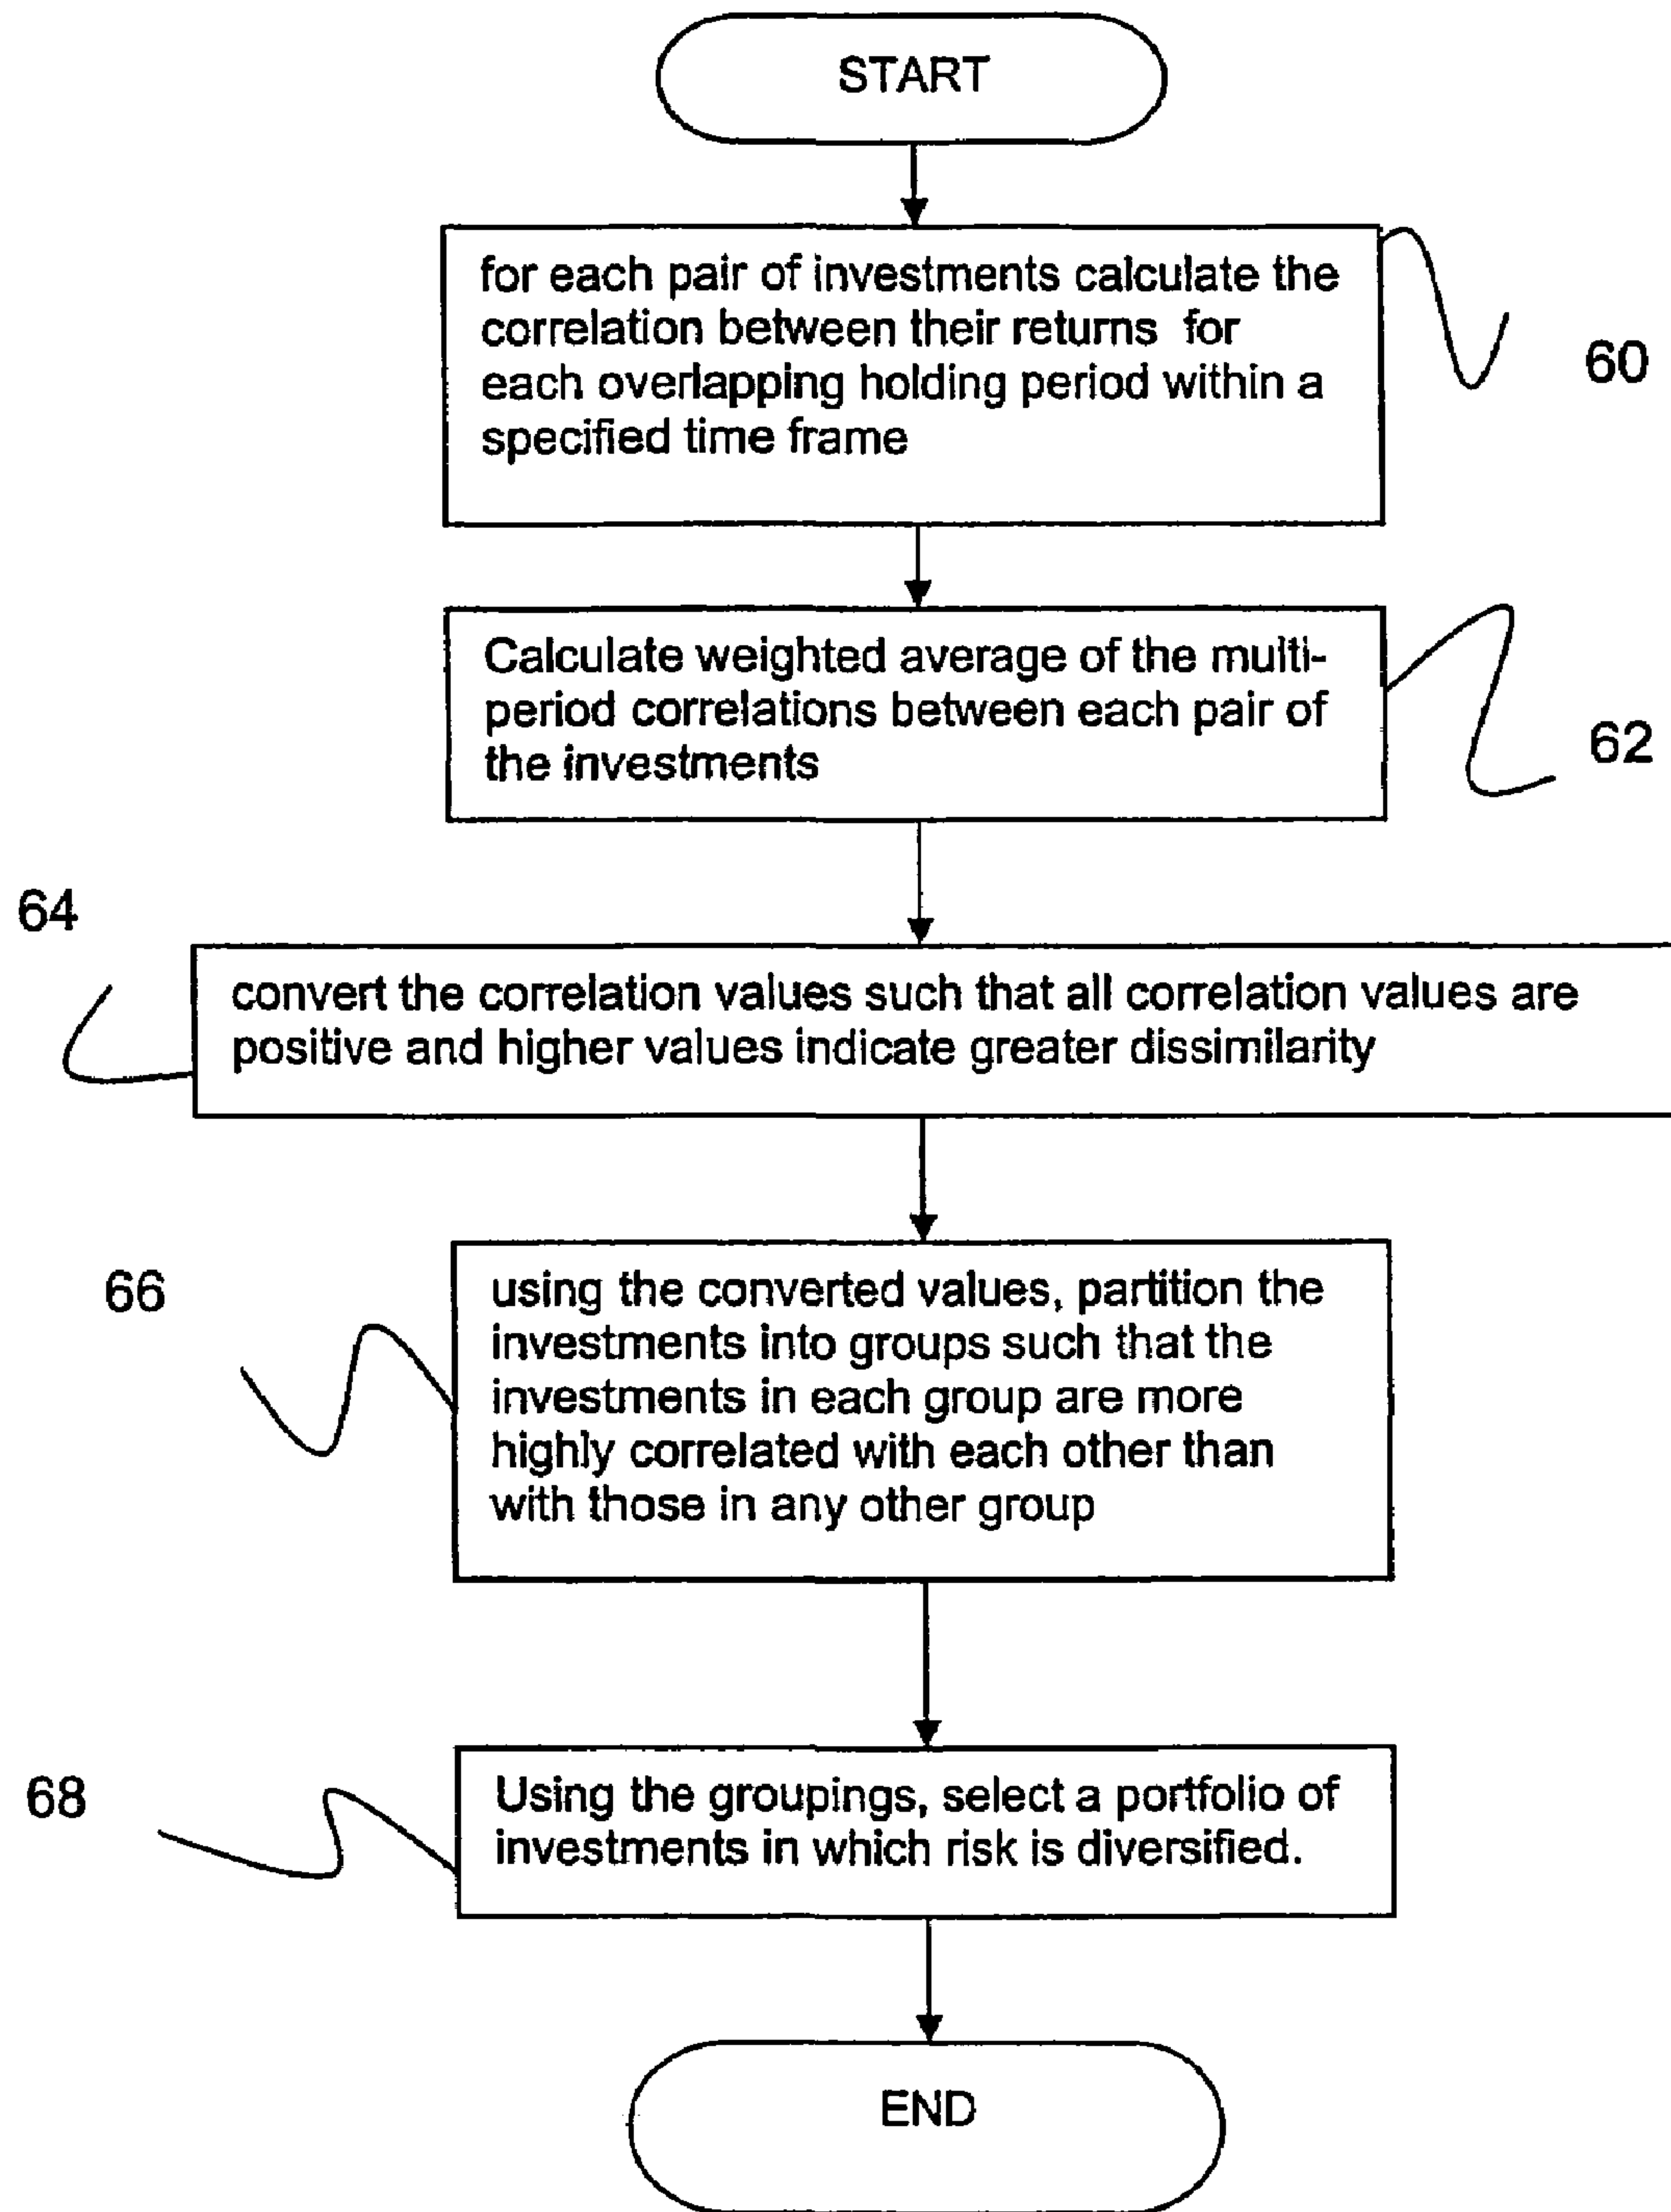 START
for each pair of investments calculate the
correlation between their returns for
each overlapping holding period within a
specified time frame
60
Calculate weighted average of the multi-
period correlations between each pair of
the investments
62
64
convert the correlation values such that all correlation values are
positive and higher values indicate greater dissimilarity
66
using the converted values, partition the
investments into groups such that the
investments in each group are more
highly correlated with each other than
with those in any other group
68
Using the groupings, select a portfolio of
investments in which risk is diversified.
END